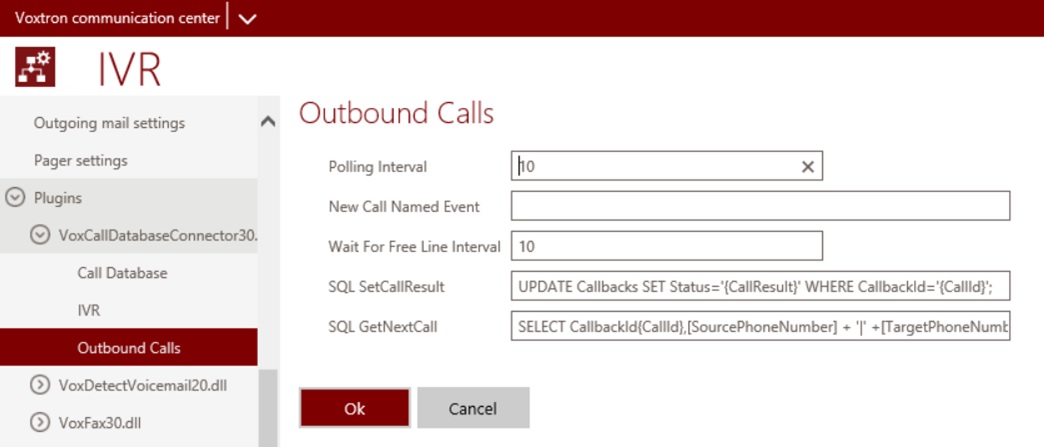 Voxtron communication center
IVR
Outgoing mail settings
Pager settings
Plugins
VoxCallDatabaseConnector30.
Call Database
IVR
Outbound Calls
VoxDetectVoicemail20.dll
VoxFax30.dll
Outbound Calls
Polling Interval 10
New Call Named Event
Wait For Free Line Interval 10
SQL SetCallResult UPDATE Callbacks SET Status='{CallResult}' WHERE CallbackId='{CallId}';
SQL GetNextCall SELECT CallbackId{CallId},[SourcePhoneNumber] + '|' +[TargetPhoneNumb
Ok Cancel